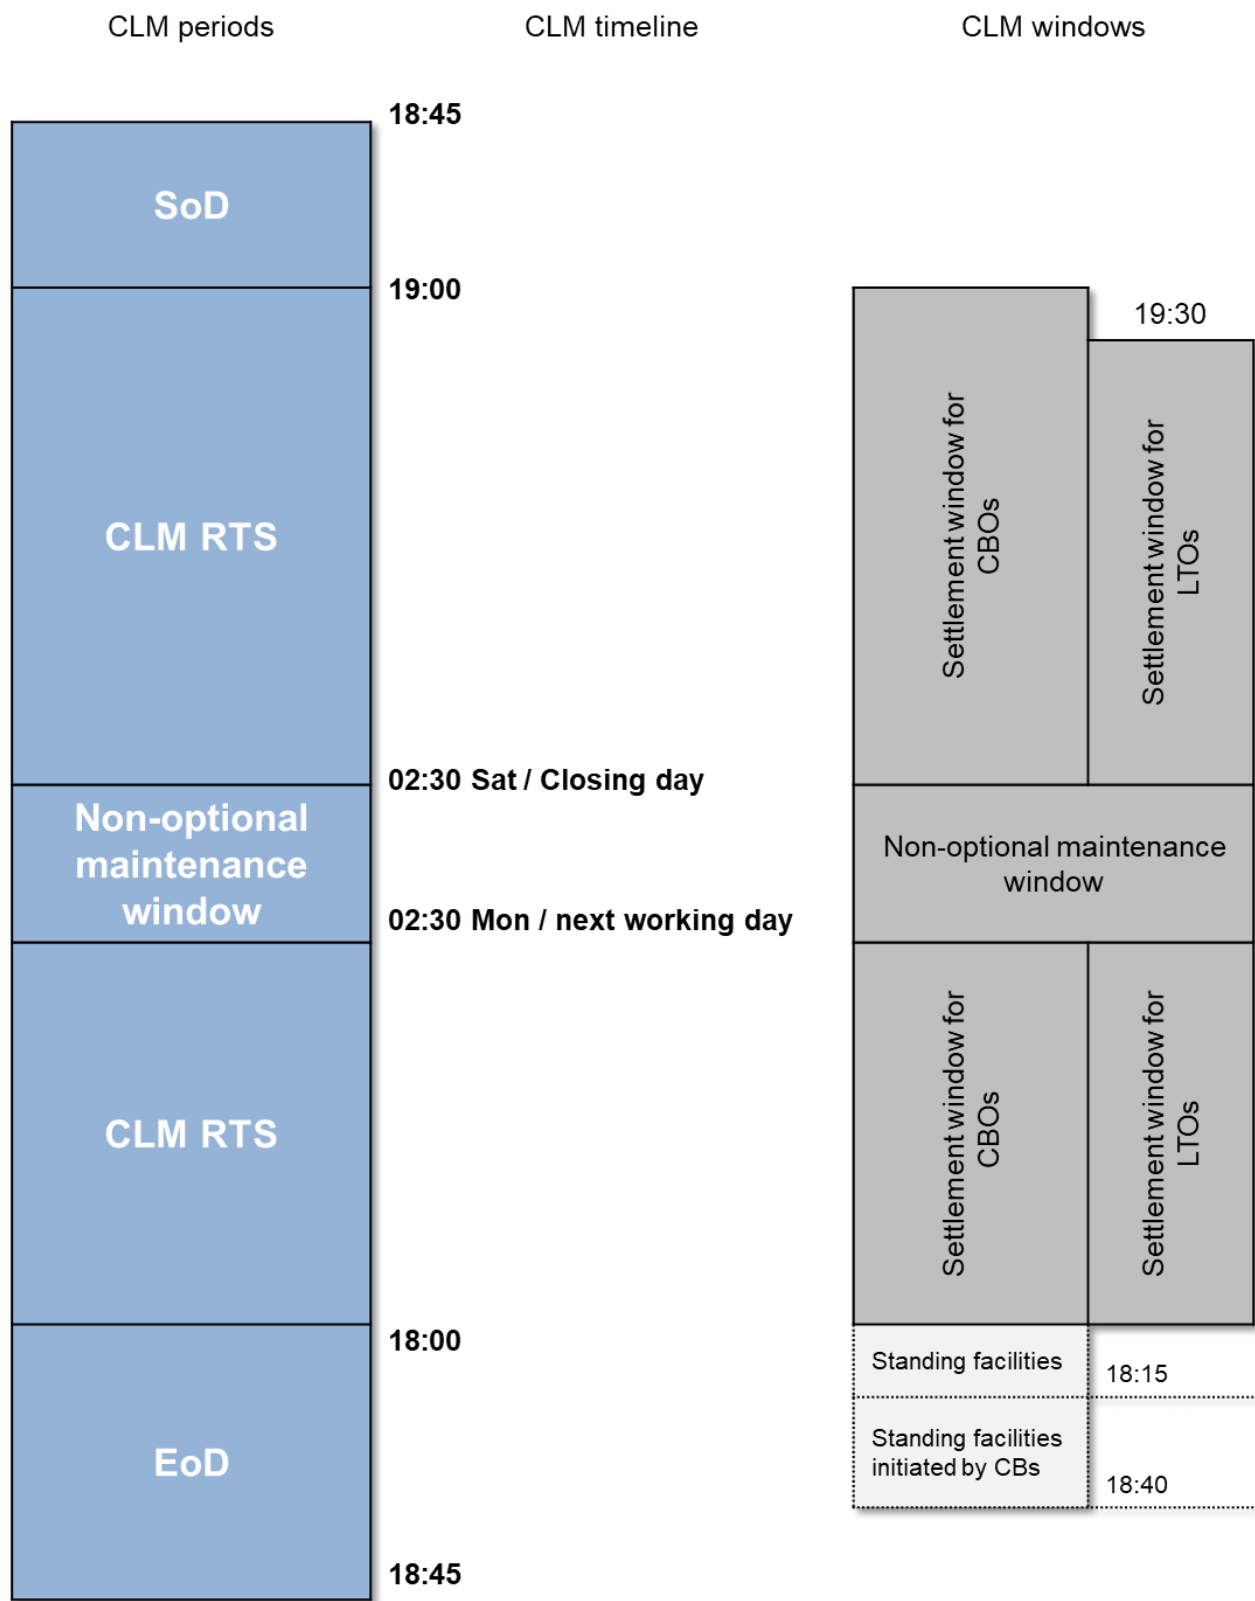 CLM periods
CLM timeline
CLM windows
18:45
SoD
19:00
19:30
CLM RTS
Settlement window for
CBOs
Settlement window for
LTOs
02:30 Sat / Closing day
Non-optional
maintenance
window
Non-optional maintenance
window
02:30 Mon / next working day
CLM RTS
Settlement window for
CBOs
Settlement window for
LTOs
18:00
Standing facilities
18:15
EoD
Standing facilities
initiated by CBs
18:40
18:45